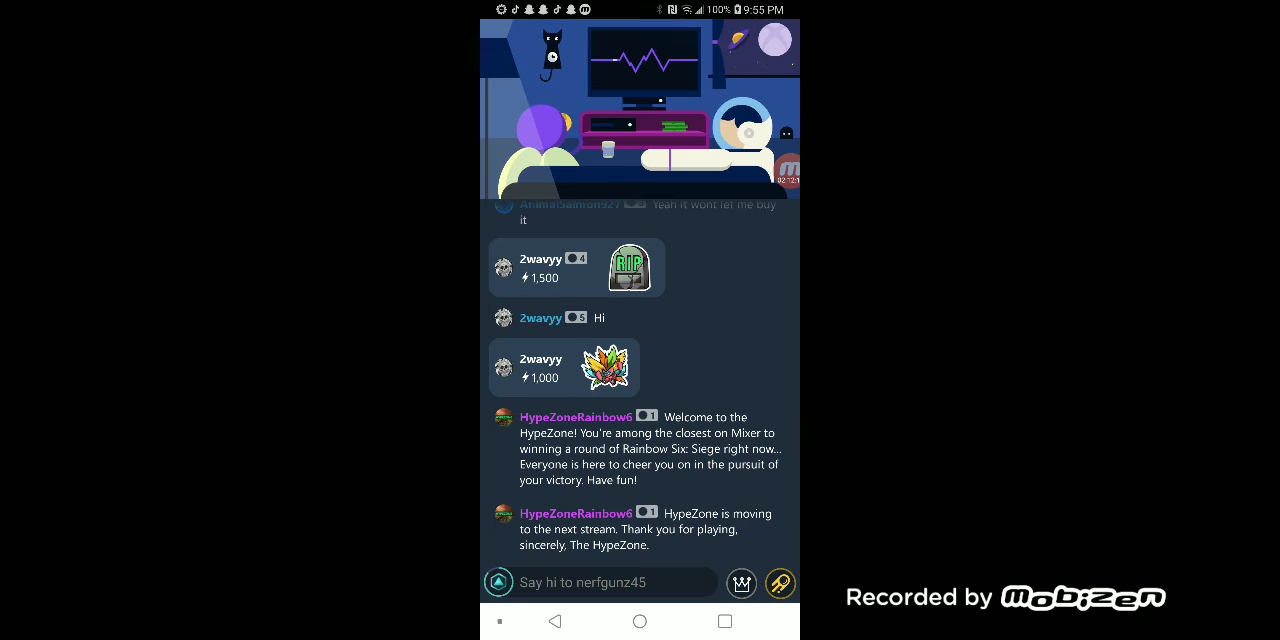 100% 9:55 PM
02:12:1
AnimalSalmon927 Yeah it wont let me buy
it
2wavyy 4
1,500
RIP
2wavyy 5 Hi
2wavyy
1,000
HypeZoneRainbow6 1 Welcome to the
HypeZone! You're among the closest on Mixer to
winning a round of Rainbow Six: Siege right now...
Everyone is here to cheer you on in the pursuit of
your victory. Have fun!
HypeZoneRainbow6 1 HypeZone is moving
to the next stream. Thank you for playing,
sincerely, The HypeZone.
Say hi to nerfgunz45
Recorded by mobizen